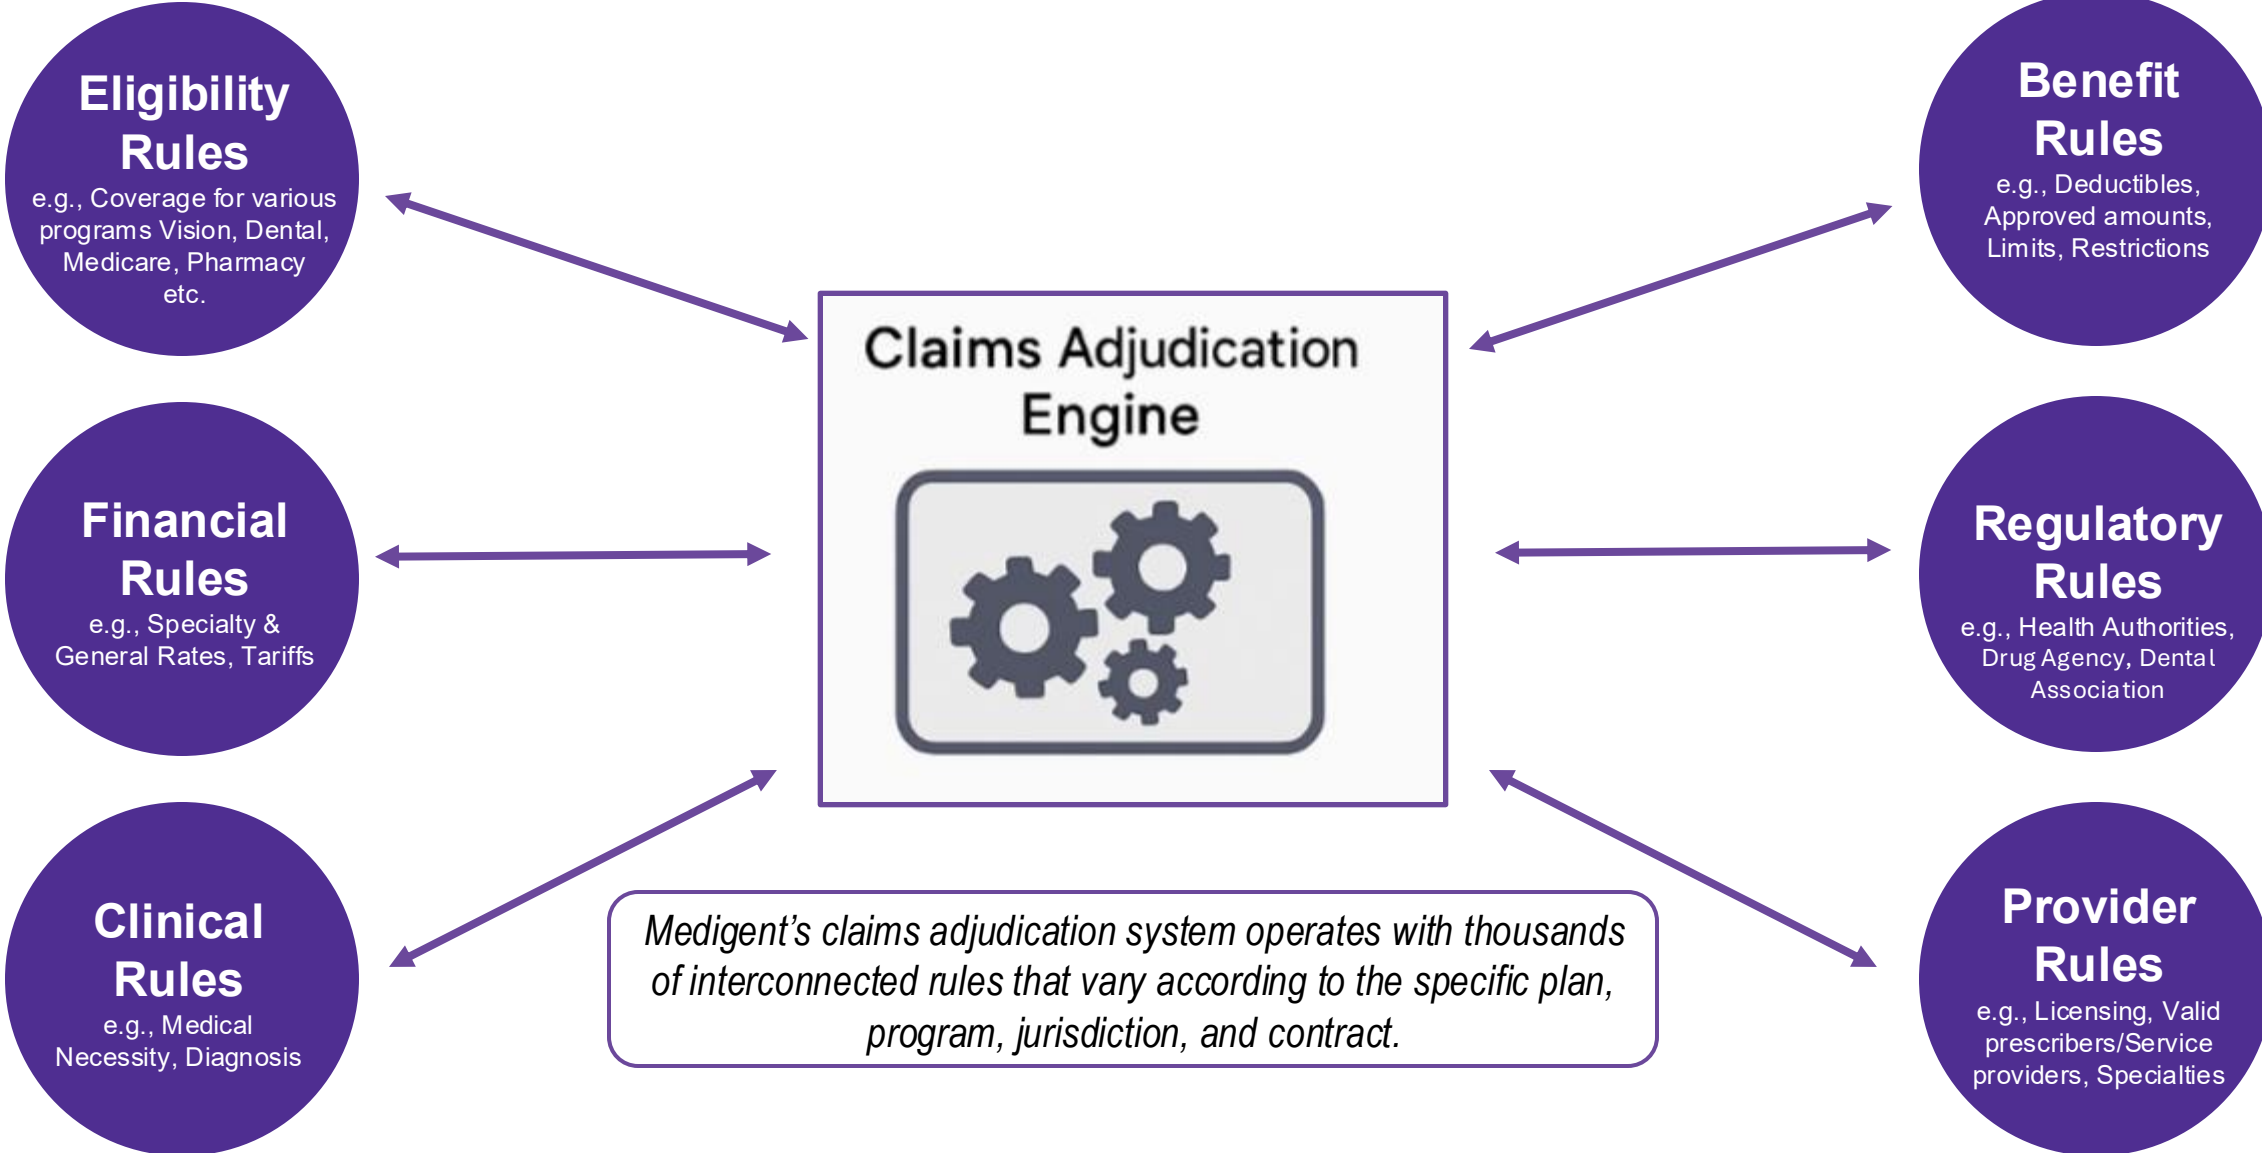 Eligibility
Rules
e.g., Coverage for various
programs Vision, Dental,
Medicare, Pharmacy
etc.
Financial
Rules
e.g., Specialty &
General Rates, Tariffs
Clinical
Rules
e.g., Medical
Necessity, Diagnosis
Claims Adjudication
Engine
Medigent’s claims adjudication system operates with thousands
of interconnected rules that vary according to the specific plan,
program, jurisdiction, and contract.
Benefit
Rules
e.g., Deductibles,
Approved amounts,
Limits, Restrictions
Regulatory
Rules
e.g., Health Authorities,
Drug Agency, Dental
Association
Provider
Rules
e.g., Licensing, Valid
prescribers/Service
providers, Specialties